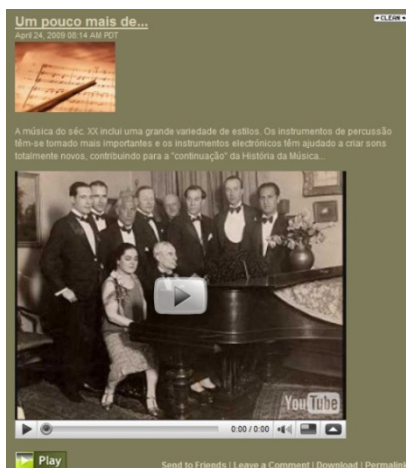 Um pouco mais de...
CLEAN
April 24, 2009 08:14 AM PDT
A música do séc. XX inclui uma grande variedade de estilos. Os instrumentos de percussão
têm-se tornado mais importantes e os instrumentos electrónicos têm ajudado a criar sons
totalmente novos, contribuindo para a "continuação" da História da Música...
YouTube
0:00 / 0:00
Play
Send to Friends | Leave a Comment | Download | Permalink